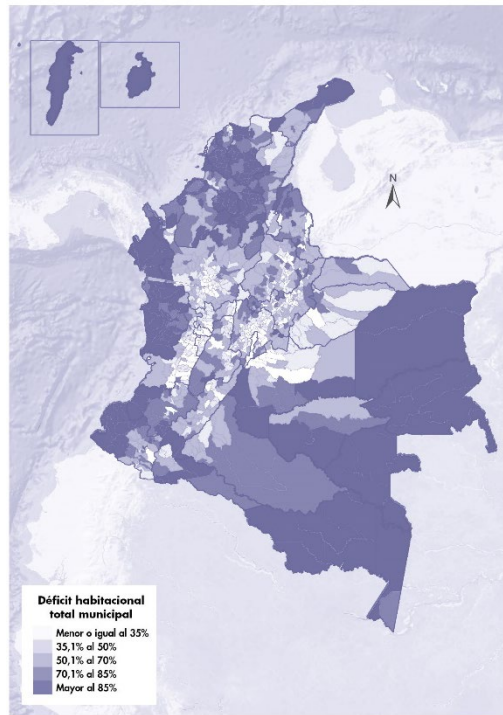 N
Déficit habitacional
total municipal
Menor o igual al 35%
35,1% al 50%
50,1% al 70%
70,1% al 85%
Mayor al 85%